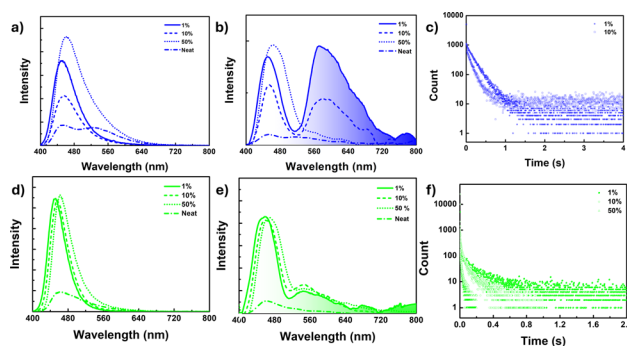 a)
Intensity
1%
10%
50%
Neat
400 480 560 640 720 800
Wavelength (nm)
b)
Intensity
1%
10%
50%
Neat
400 480 560 640 720 800
Wavelength (nm)
c)
Count
10000
1000
100
10
1
1%
10%
0 1 2 3 4
Time (s)
d)
Intensity
1%
10%
50%
Neat
400 480 560 640 720 800
Wavelength (nm)
e)
Intensity
1%
10%
50 %
Neat
400 480 560 640 720 800
Wavelength (nm)
f)
Count
10000
1000
100
10
1
1%
10%
50%
0.0 0.4 0.8 1.2 1.6 2.0
Time (s)